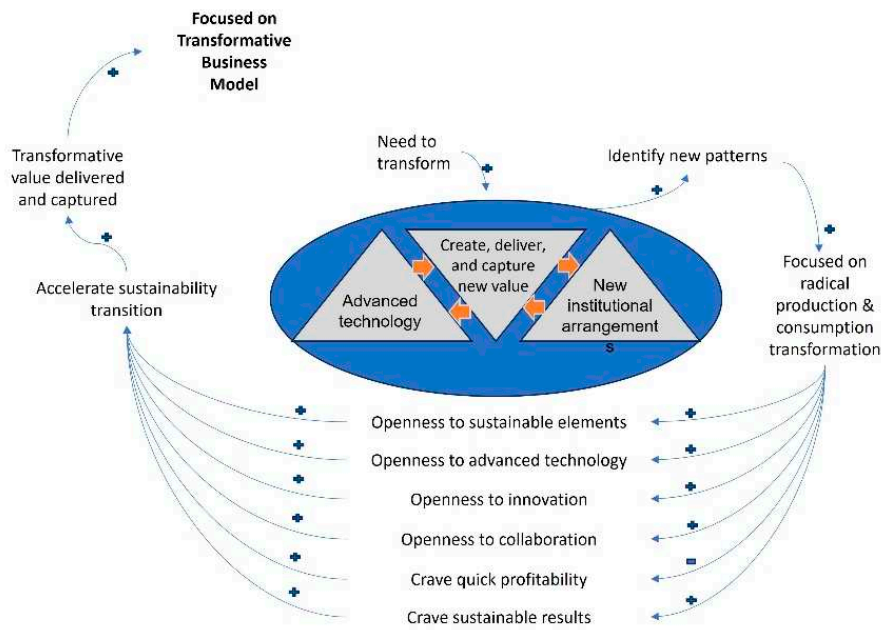 Focused on
Transformative
Business
Model
Need to
transform
Identify new patterns
Transformative
value delivered
and captured
Create, deliver,
and capture
new value
Advanced
technology
New
institutional
arrangement
s
Focused on
radical
production &
consumption
transformation
Accelerate sustainability
transition
Openness to sustainable elements
Openness to advanced technology
Openness to innovation
Openness to collaboration
Crave quick profitability
Crave sustainable results